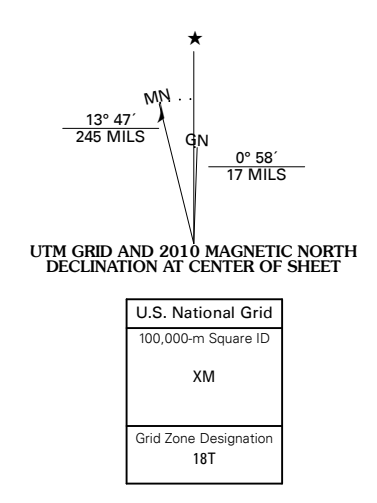 ★
MN
13° 47´
245 MILS
GN
0° 58´
17 MILS
UTM GRID AND 2010 MAGNETIC NORTH
DECLINATION AT CENTER OF SHEET
U.S. National Grid
100,000-m Square ID
XM
Grid Zone Designation
18T